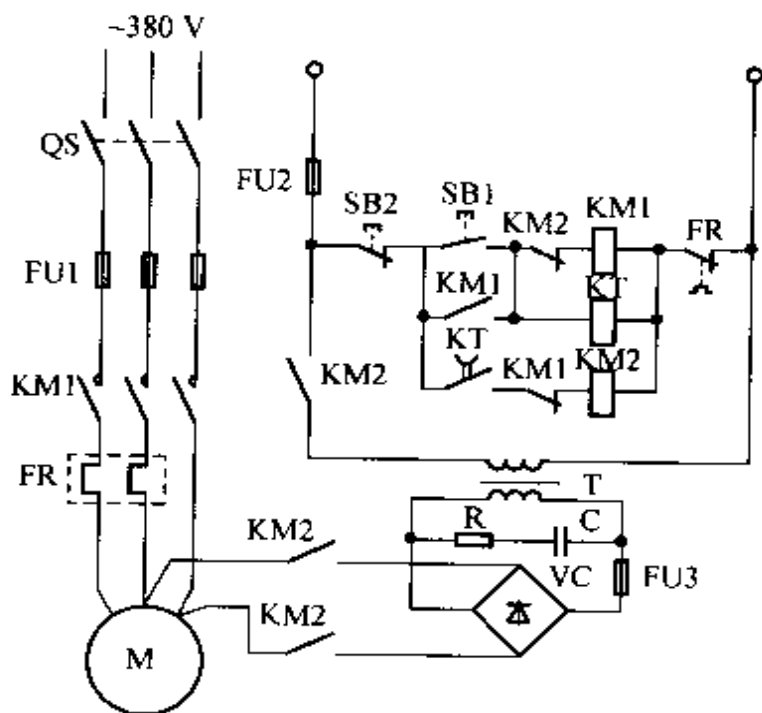 ~380 V
QS
FU2
SB2
SB1
KM2
KM1
FR
FU1
KM1
KT
KT
KM1
KM2
KM1
KM2
FR
T
R
C
KM2
VC
FU3
KM2
M